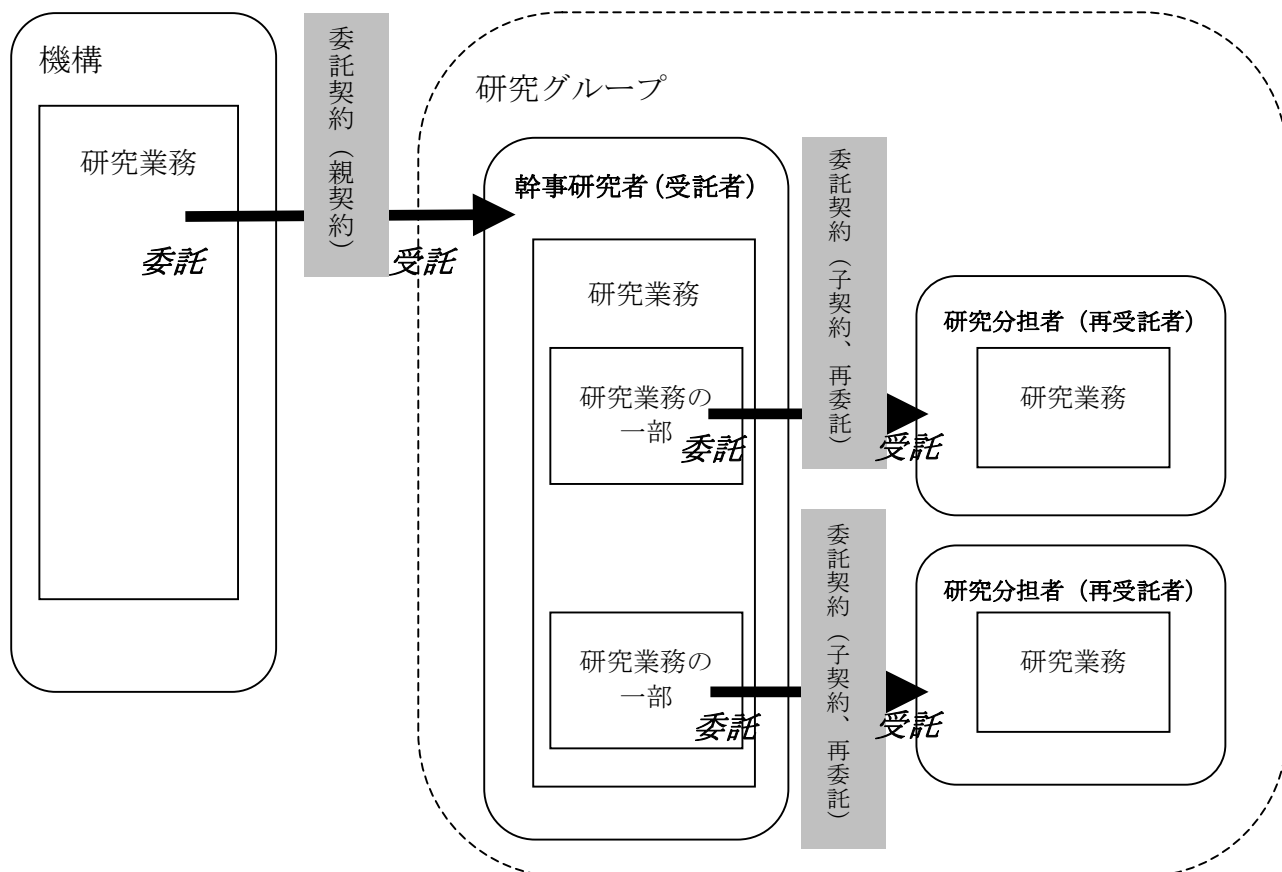 機構
研究業務
委託
委託契約（親契約）
受託
研究グループ
幹事研究者（受託者）
研究業務
研究業務の
一部
委託
委託契約（子契約、再委託）
受託
研究分担者（再受託者）
研究業務
研究業務の
一部
委託
委託契約（子契約、再委託）
受託
研究分担者（再受託者）
研究業務